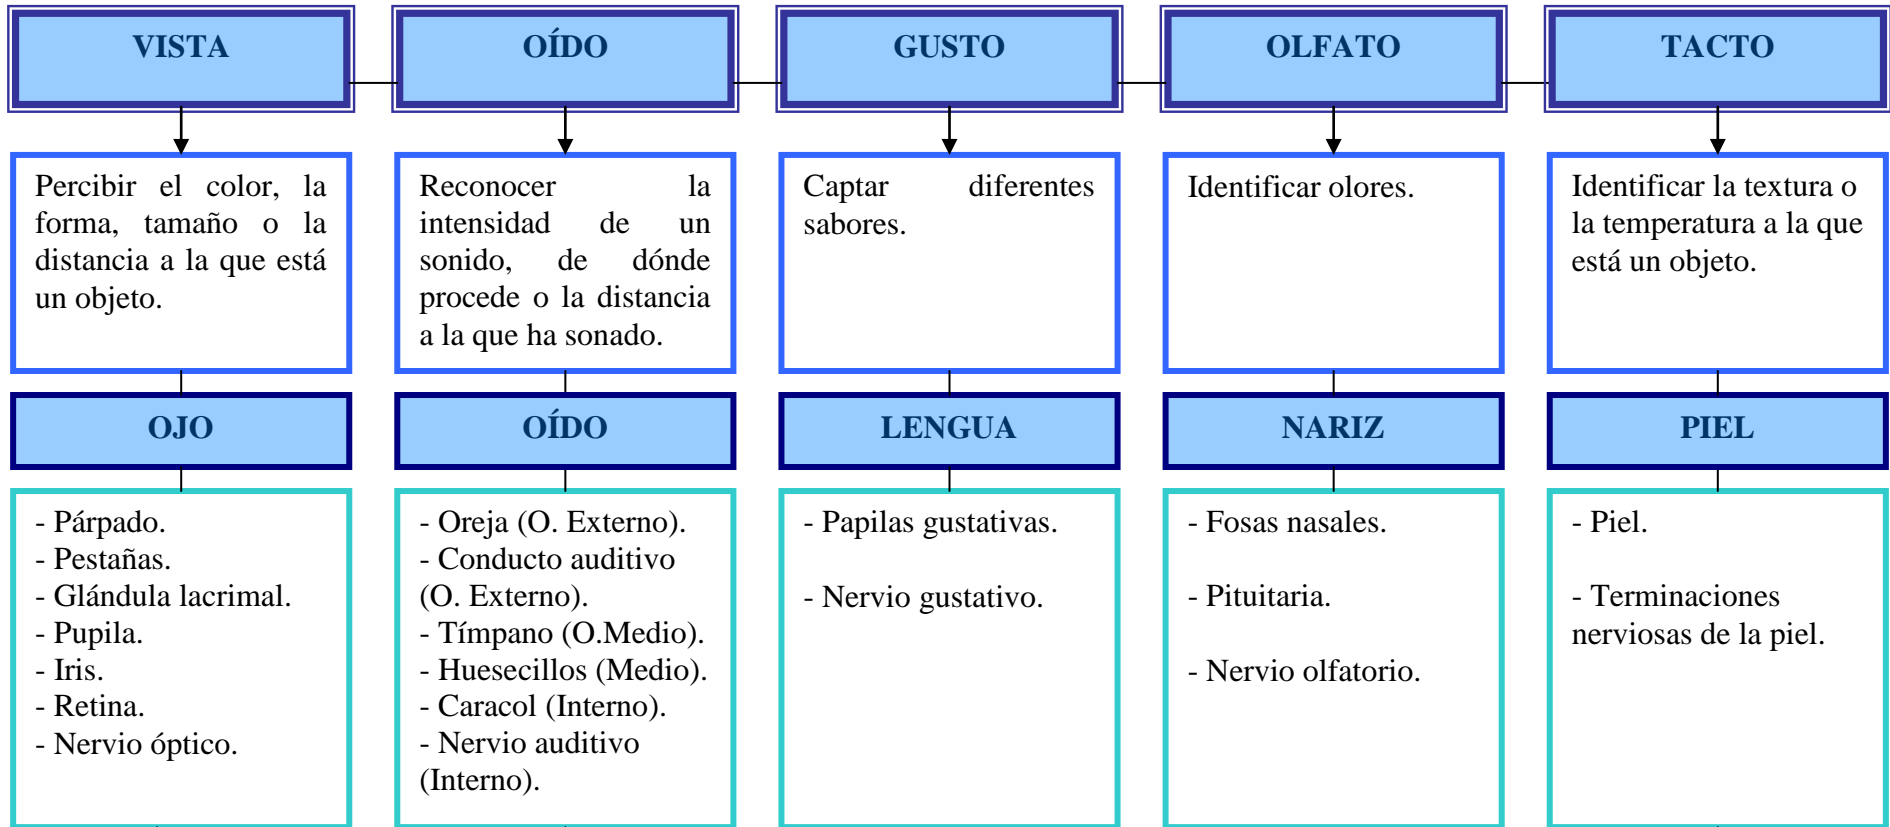 VISTA
OÍDO
GUSTO
OLFATO
TACTO
Percibir el color, la
forma, tamaño o la
distancia a la que está
un objeto.
Reconocer la
intensidad de un
sonido, de dónde
procede o la distancia
a la que ha sonado.
Captar diferentes
sabores.
Identificar olores.
Identificar la textura o
la temperatura a la que
está un objeto.
OJO
OÍDO
LENGUA
NARIZ
PIEL
- Párpado.
- Pestañas.
- Glándula lacrimal.
- Pupila.
- Iris.
- Retina.
- Nervio óptico.
- Oreja (O. Externo).
- Conducto auditivo
(O. Externo).
- Tímpano (O.Medio).
- Huesecillos (Medio).
- Caracol (Interno).
- Nervio auditivo
(Interno).
- Papilas gustativas.
- Nervio gustativo.
- Fosas nasales.
- Pituitaria.
- Nervio olfatorio.
- Piel.
- Terminaciones
nerviosas de la piel.